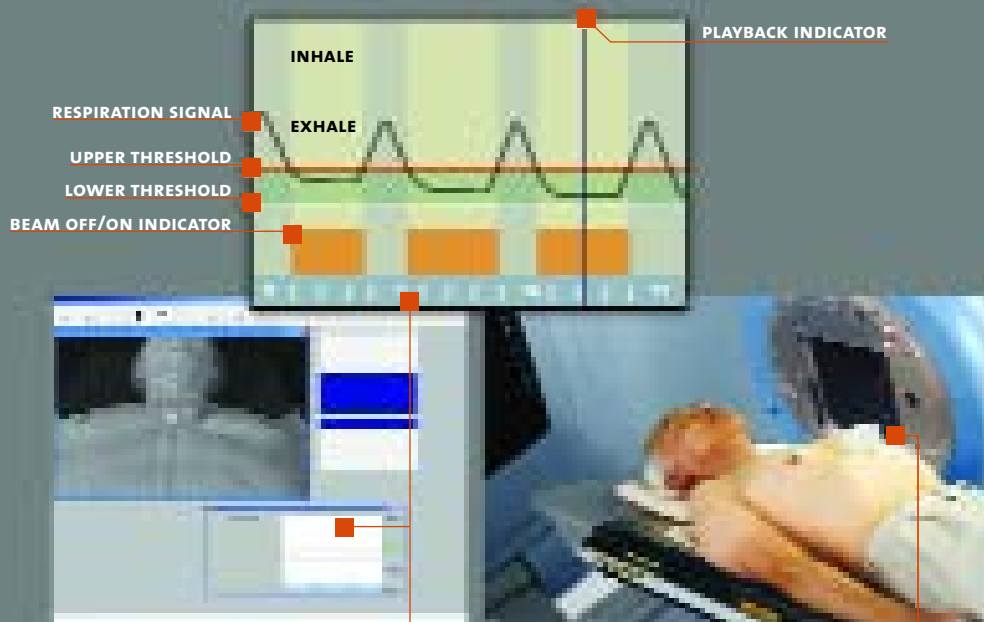 PLAYBACK INDICATOR
INHALE
RESPIRATION SIGNAL
EXHALE
UPPER THRESHOLD
LOWER THRESHOLD
BEAM OFF/ON INDICATOR